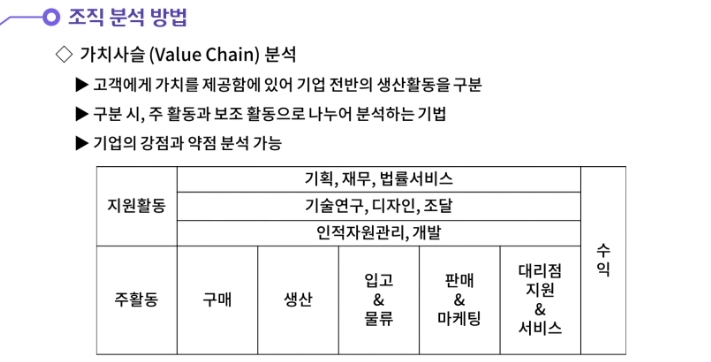 조직 분석 방법
◇ 가치사슬 (Value Chain) 분석
▶ 고객에게 가치를 제공함에 있어 기업 전반의 생산활동을 구분
▶ 구분 시, 주 활동과 보조 활동으로 나누어 분석하는 기법
▶ 기업의 강점과 약점 분석 가능
지원활동
기획, 재무, 법률서비스
기술연구, 디자인, 조달
인적자원관리, 개발
주활동
구매
생산
입고
&
물류
판매
&
마케팅
대리점
지원
&
서비스
수
익